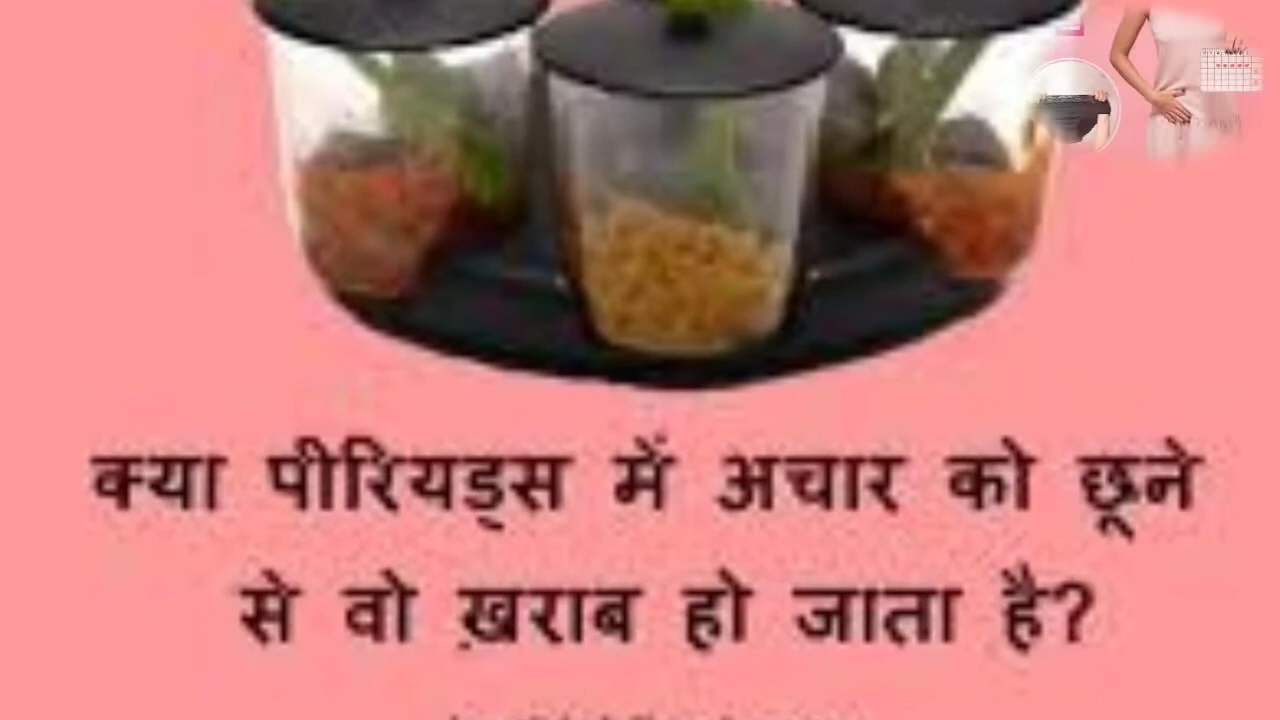 क्या पीरियड्स में अचार को छूने
से वो ख़राब हो जाता है?